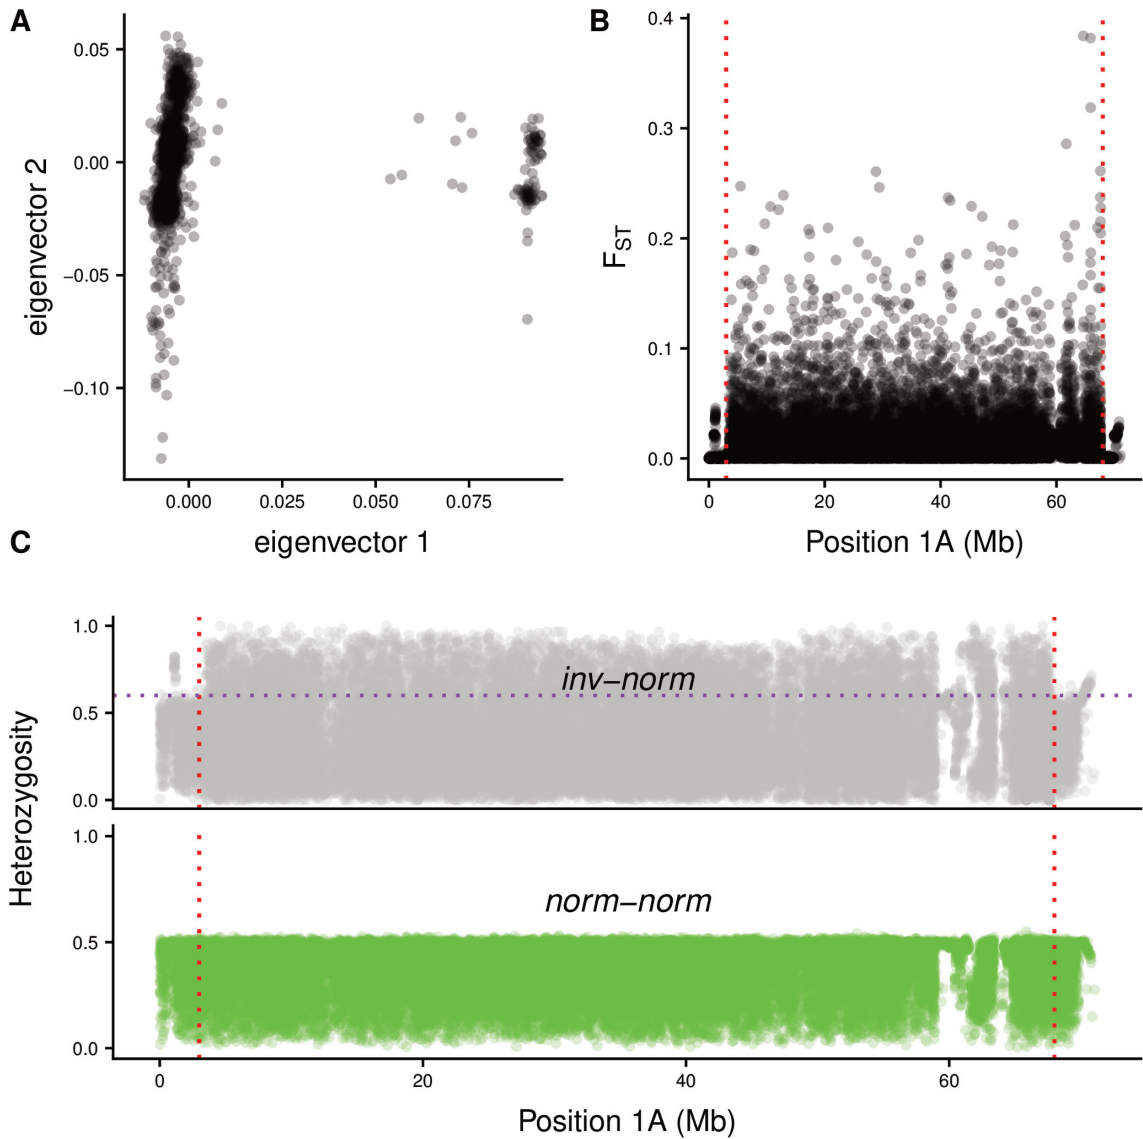 A
0.05
0.00
−0.05
−0.10
eigenvector 2
0.000
0.025
0.050
0.075
eigenvector 1
B
0.4
0.3
0.2
0.1
0.0
FST
0
20
40
60
Position 1A (Mb)
C
Heterozygosity
1.0
0.5
0.0
inv−norm
1.0
0.5
0.0
norm−norm
0
20
40
60
Position 1A (Mb)